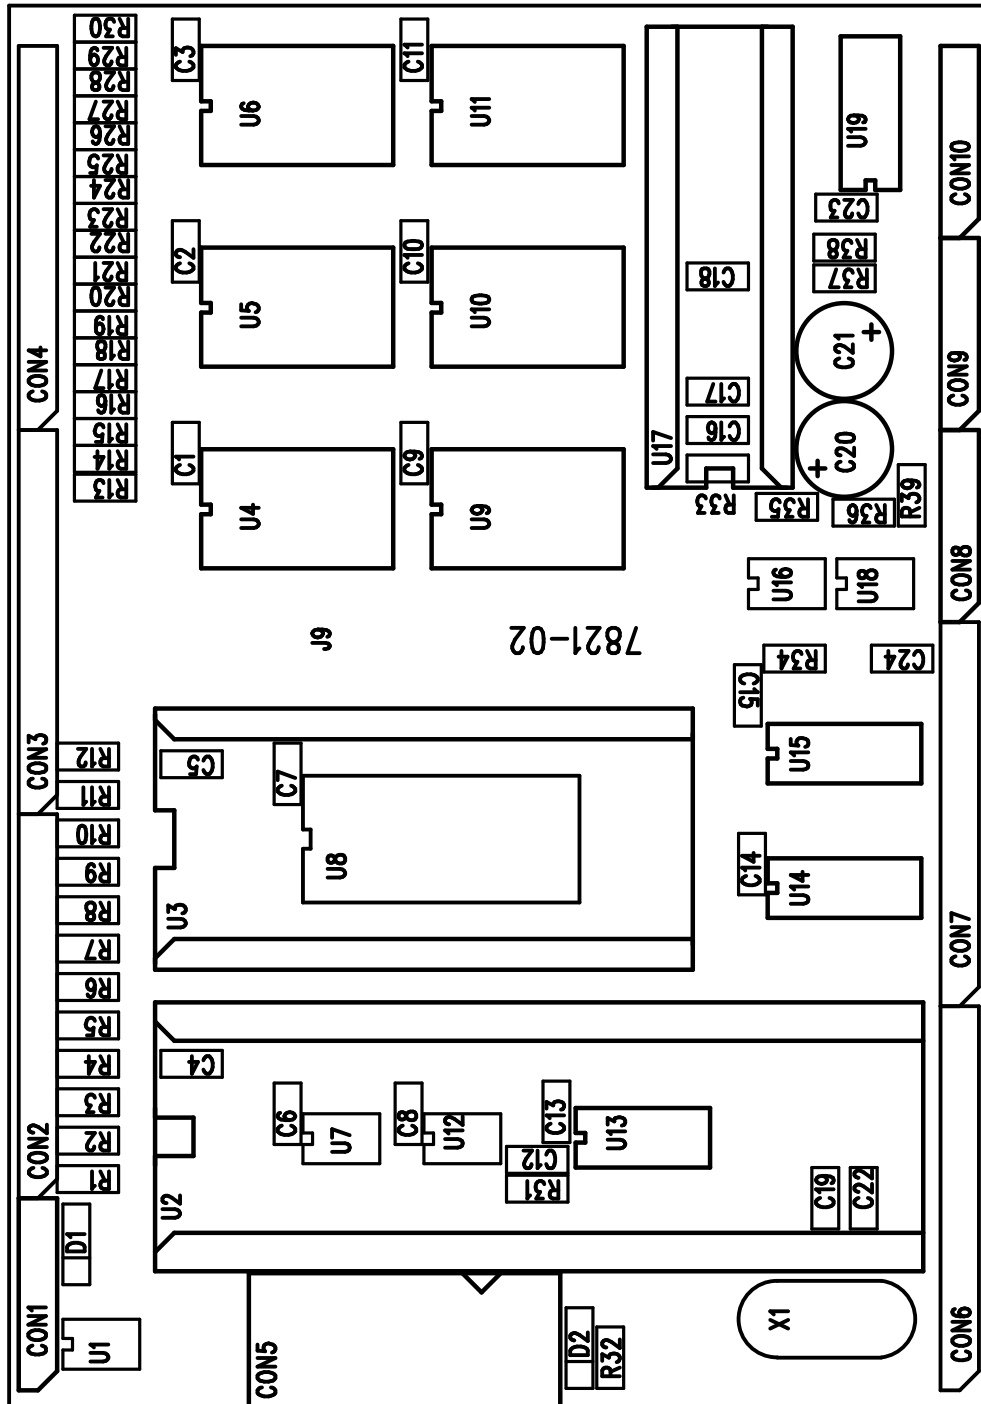 R30
R29
R28
R27
R26
R25
R24
R23
R22
R21
R20
R19
R18
R17
R16
R15
R14
R13
C3
U6
C11
U11
U19
CON10
C23
R38
R37
C2
U5
C10
U10
C18
CON4
C21
+
CON9
C17
C16
U17
C20
+
C1
U4
C9
U9
R33
R35
R36
R39
U16
U18
CON8
J9
7821-02
R34
C24
C15
CON3
R12
R11
R10
R9
R8
R7
R6
R5
R4
R3
R2
R1
C5
C7
U8
U3
U15
C14
U14
CON7
C4
C6
U7
C8
U12
C13
U13
C12
R31
CON2
U2
C19
C22
D1
CON1
U1
CON5
D2
R32
X1
CON6